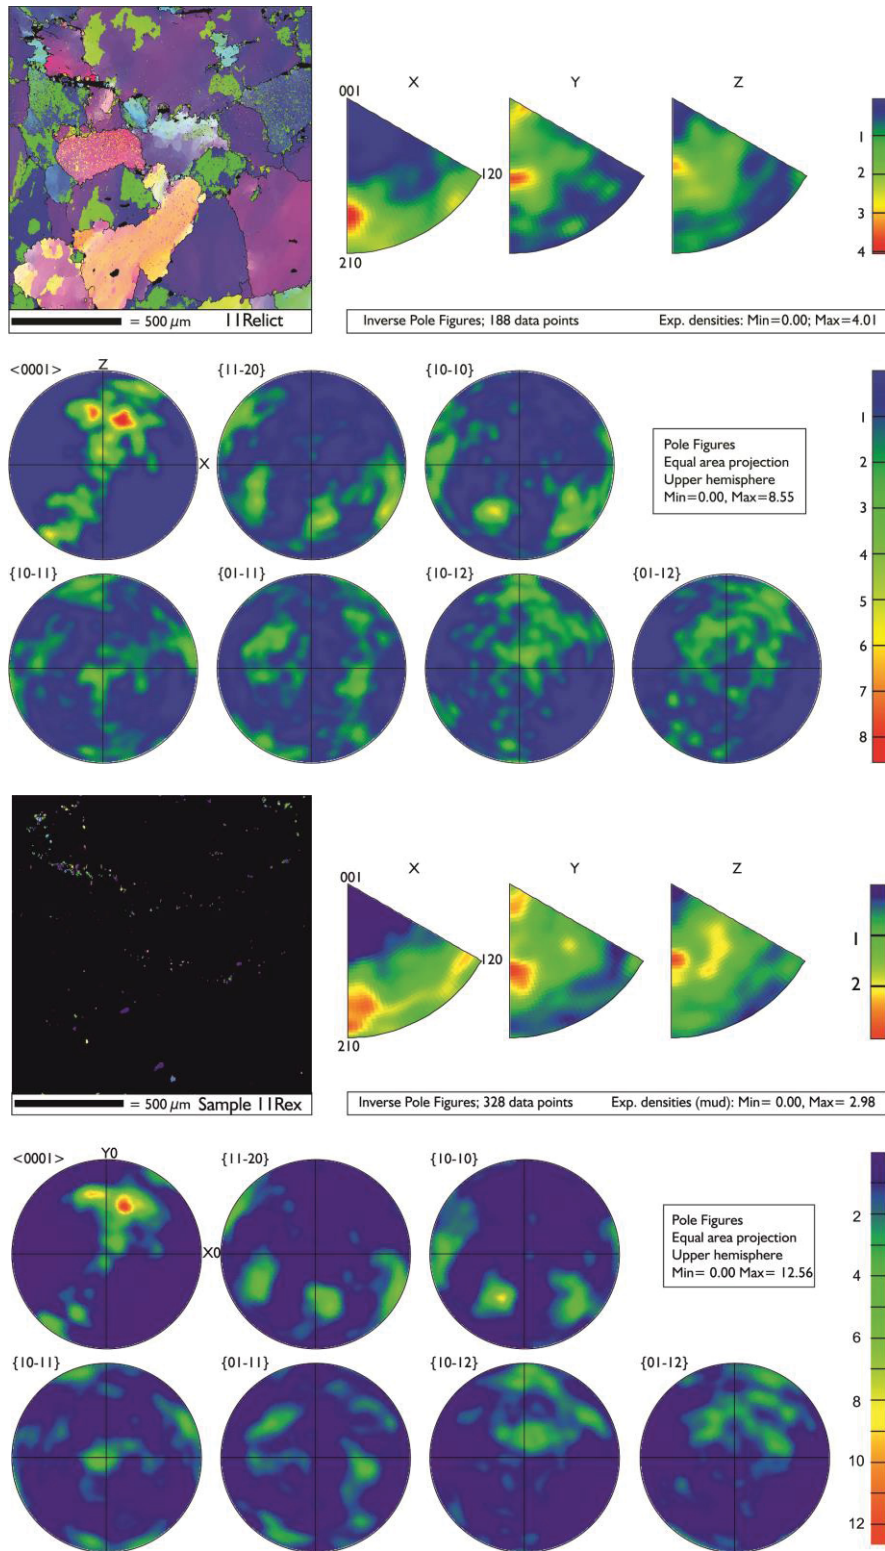 X Y Z
001
120
210
1
2
3
4
= 500 µm 11Relict
Inverse Pole Figures; 188 data points Exp. densities: Min=0.00; Max=4.01
<0001> Z {11-20} {10-10}
X
Pole Figures
Equal area projection
Upper hemisphere
Min=0.00, Max=8.55
1
2
3
4
5
6
7
8
{10-11} {01-11} {10-12} {01-12}
X Y Z
001
120
210
1
2
= 500 µm Sample 11Rex
Inverse Pole Figures; 328 data points Exp. densities (mud): Min= 0.00, Max= 2.98
<0001> Y0 {11-20} {10-10}
X0
Pole Figures
Equal area projection
Upper hemisphere
Min= 0.00 Max= 12.56
2
4
6
8
10
12
{10-11} {01-11} {10-12} {01-12}